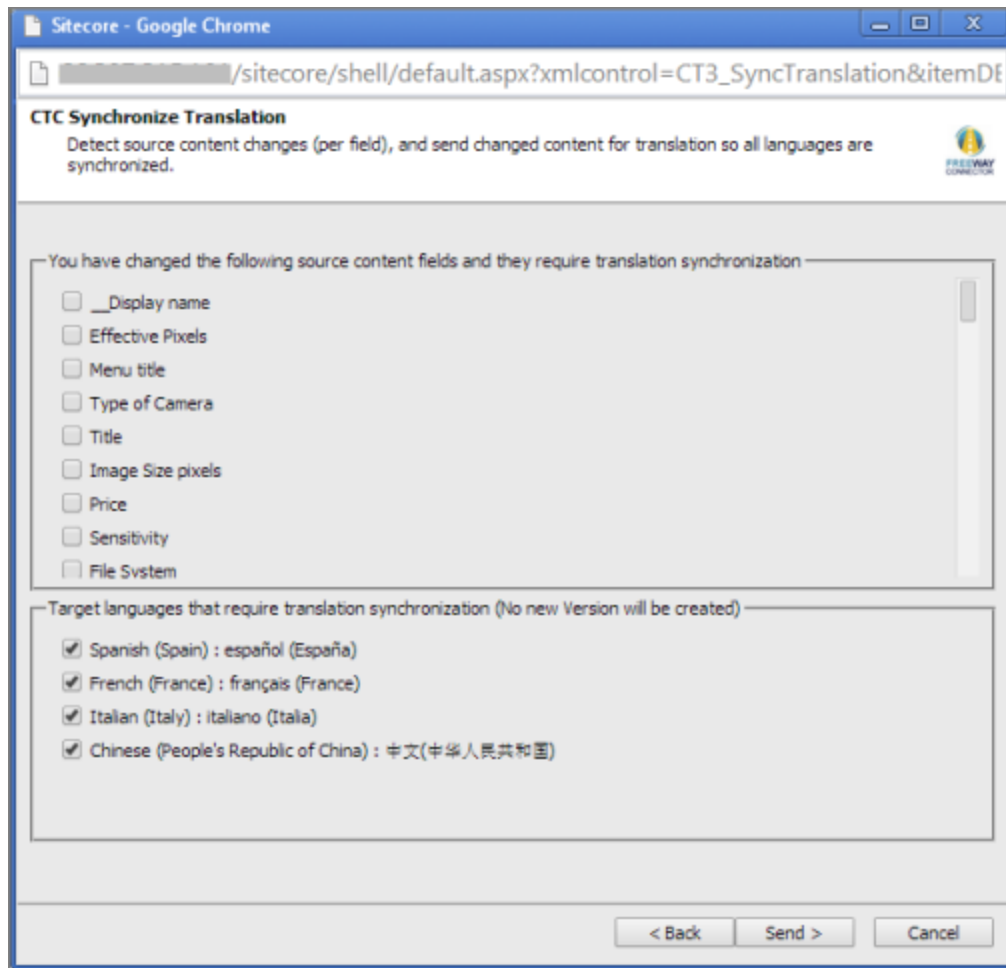 Sitecore - Google Chrome
/sitecore/shell/default.aspx?xmlcontrol=CT3_SyncTranslation&itemDE
CTC Synchronize Translation
Detect source content changes (per field), and send changed content for translation so all languages are
synchronized.
FREEWAY
CONNECTOR
You have changed the following source content fields and they require translation synchronization
__Display name
Effective Pixels
Menu title
Type of Camera
Title
Image Size pixels
Price
Sensitivity
File System
Target languages that require translation synchronization (No new Version will be created)
Spanish (Spain) : español (España)
French (France) : français (France)
Italian (Italy) : italiano (Italia)
Chinese (People's Republic of China) : 中文(中华人民共和国)
< Back
Send >
Cancel